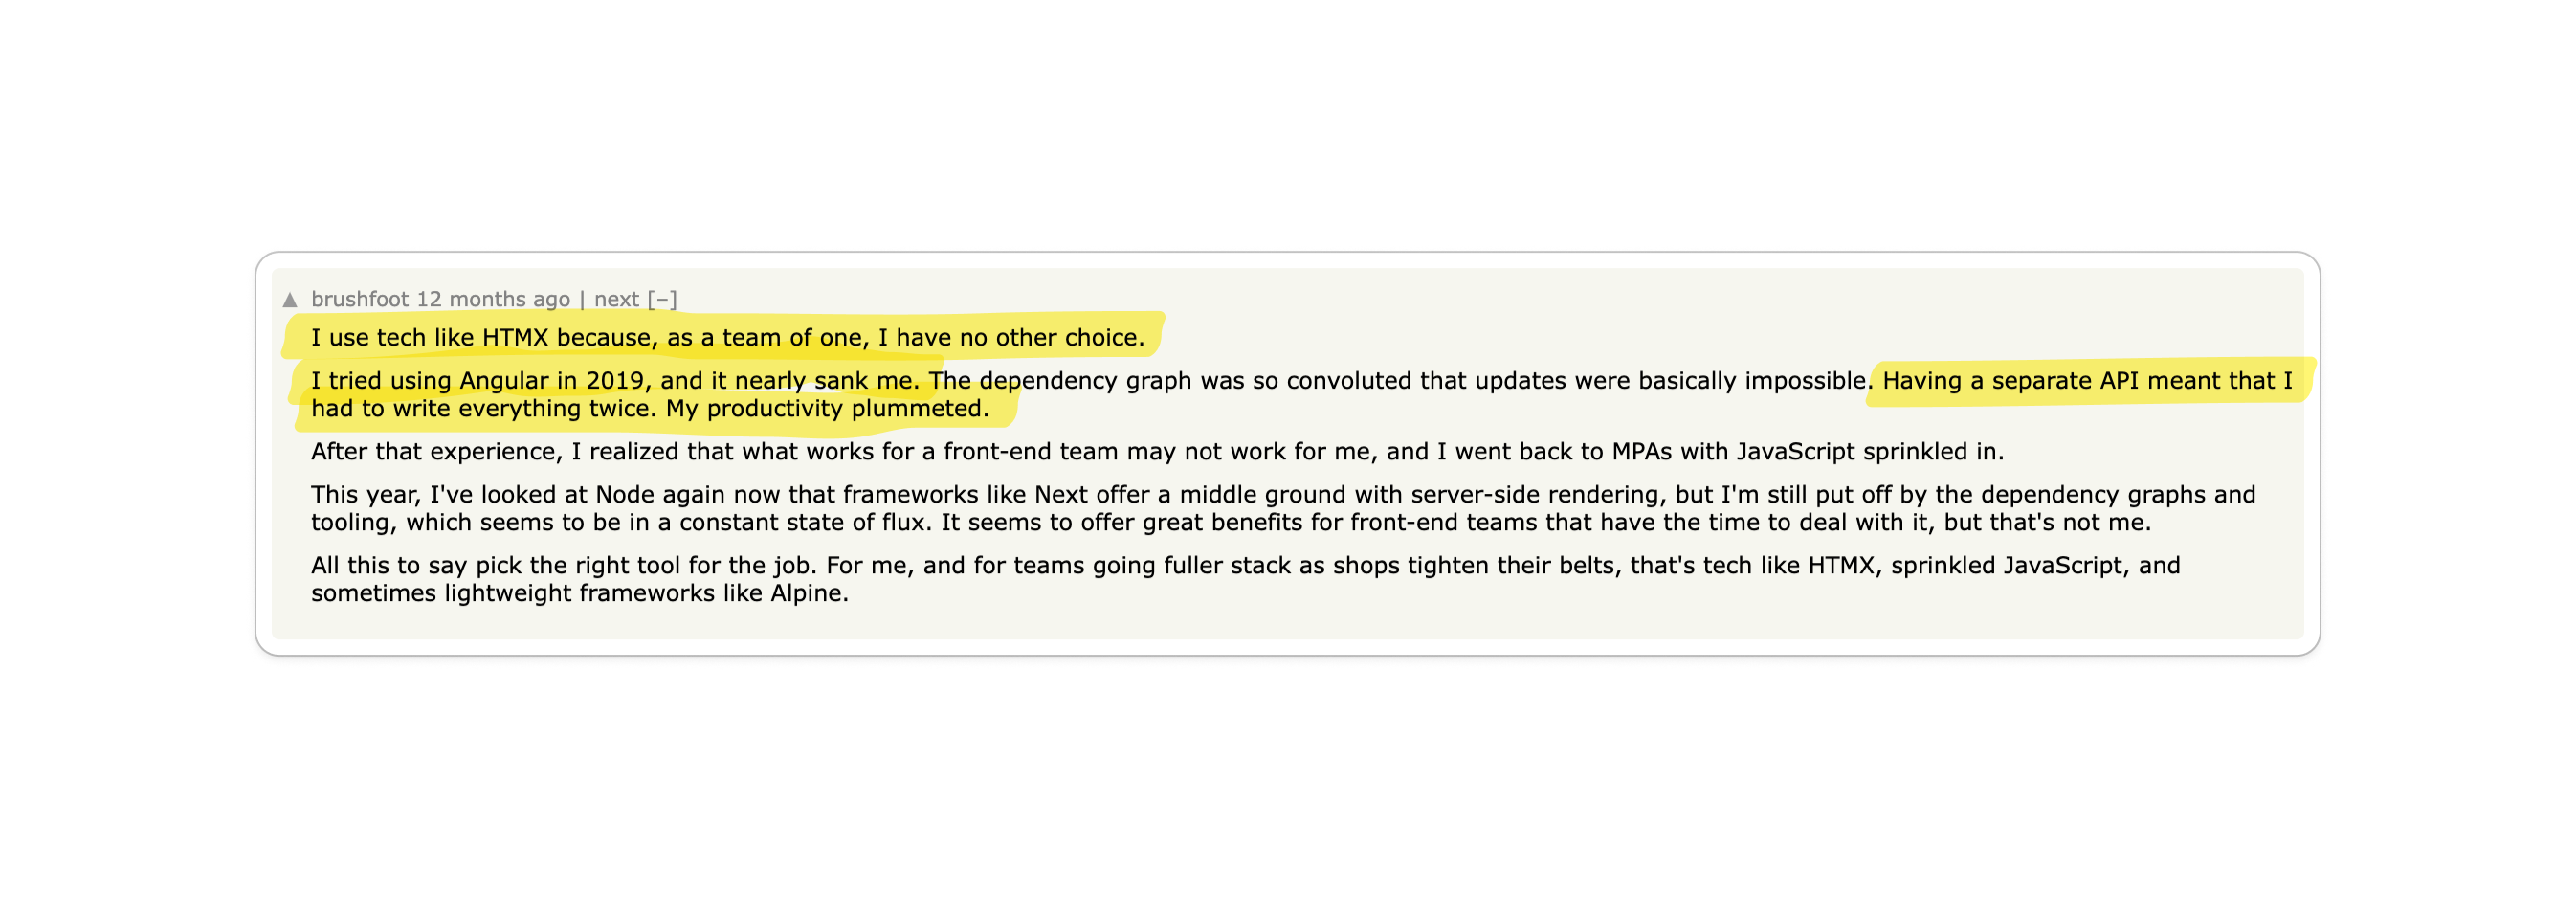 ▲ brushfoot 12 months ago | next [–]
I use tech like HTMX because, as a team of one, I have no other choice.
I tried using Angular in 2019, and it nearly sank me. The dependency graph was so convoluted that updates were basically impossible. Having a separate API meant that I
had to write everything twice. My productivity plummeted.
After that experience, I realized that what works for a front-end team may not work for me, and I went back to MPAs with JavaScript sprinkled in.
This year, I've looked at Node again now that frameworks like Next offer a middle ground with server-side rendering, but I'm still put off by the dependency graphs and
tooling, which seems to be in a constant state of flux. It seems to offer great benefits for front-end teams that have the time to deal with it, but that's not me.
All this to say pick the right tool for the job. For me, and for teams going fuller stack as shops tighten their belts, that's tech like HTMX, sprinkled JavaScript, and
sometimes lightweight frameworks like Alpine.